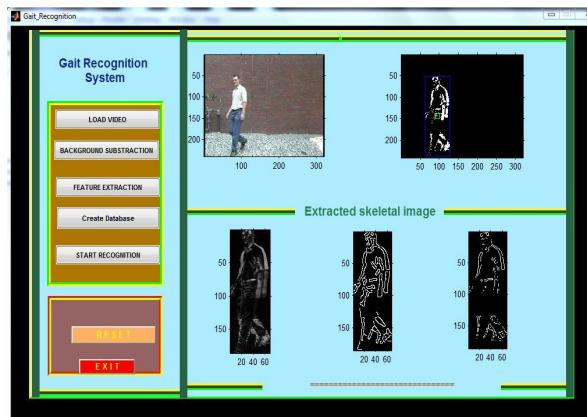 Gait_Recognition
Gait Recognition
System
LOAD VIDEO
BACKGROUND SUBSTRACTION
FEATURE EXTRACTION
Create Database
START RECOGNITION
RESET
EXIT
50
100
150
200
100 200 300
50
100
150
200
50 100 150 200 250 300
Extracted skeletal image
50
100
150
20 40 60
50
100
150
20 40 60
50
100
150
20 40 60